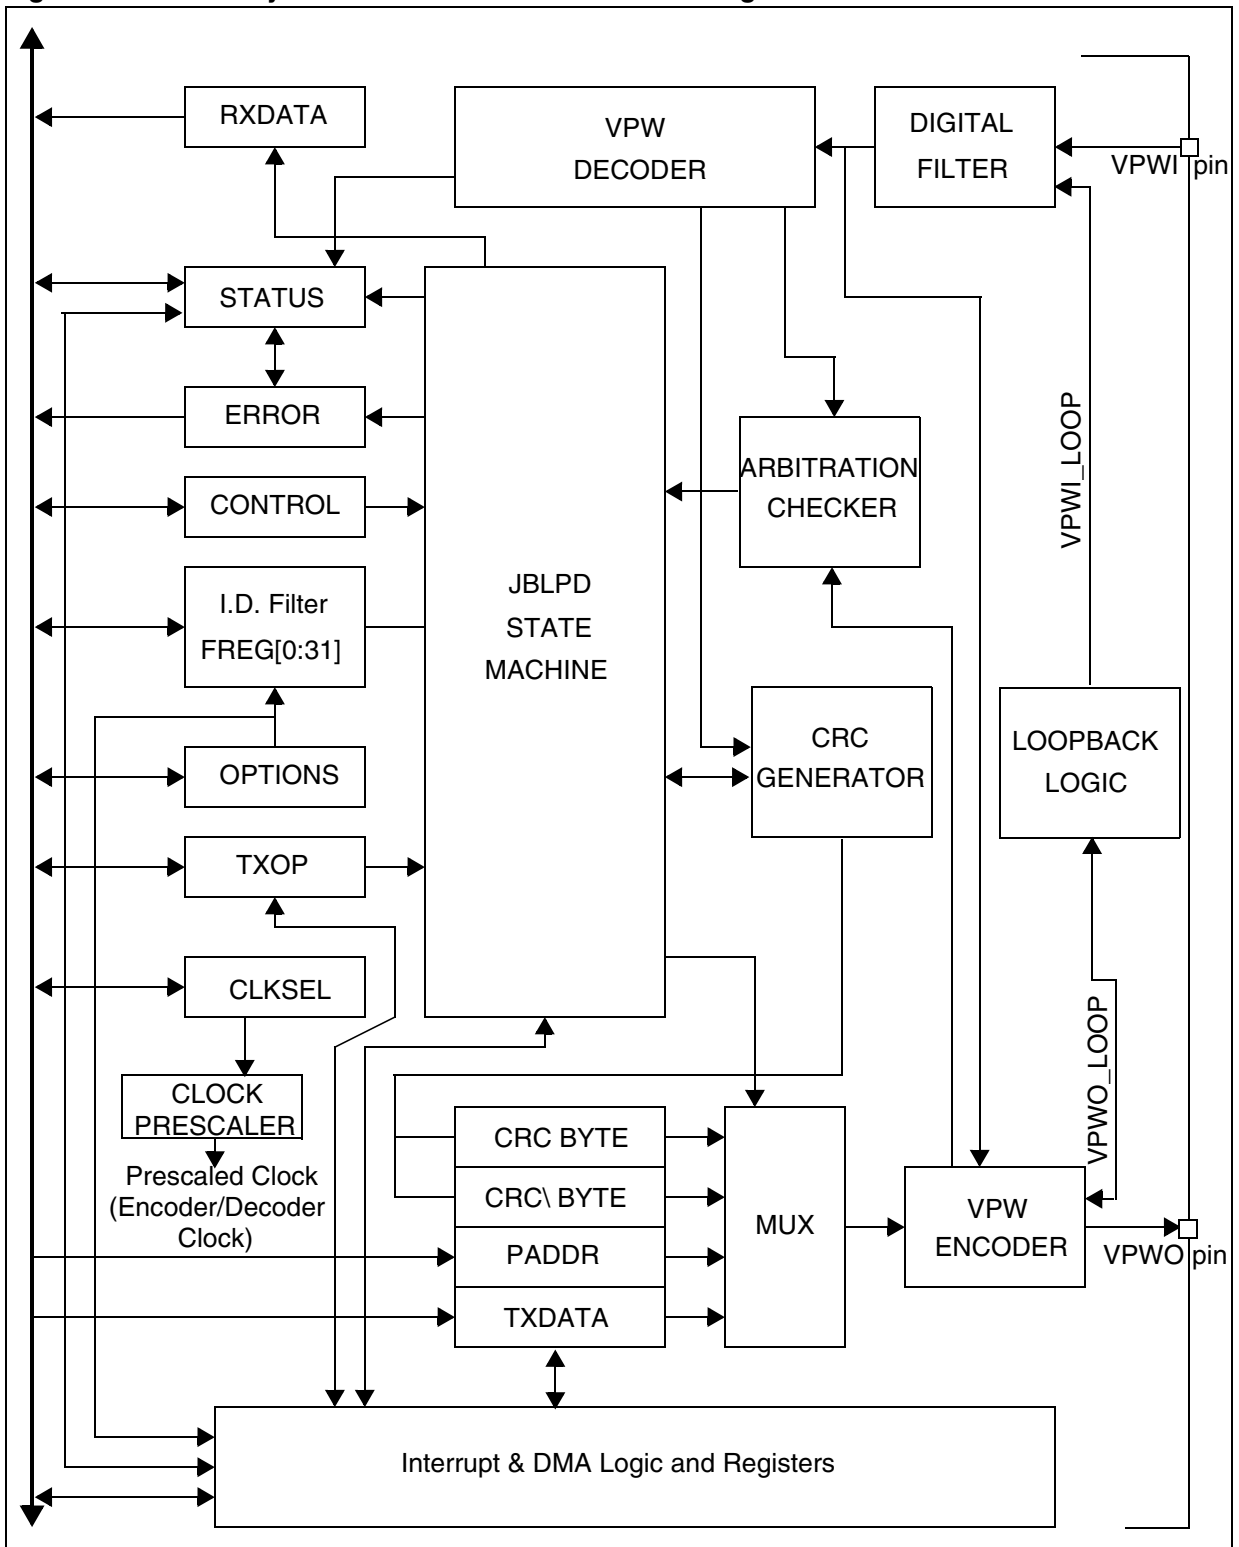 RXDATA
VPW
DECODER
DIGITAL
FILTER
VPWI pin
STATUS
ERROR
CONTROL
I.D. Filter
FREG[0:31]
OPTIONS
TXOP
CLKSEL
CLOCK
PRESCALER
Prescaled Clock
(Encoder/Decoder
Clock)
JBLPD
STATE
MACHINE
ARBITRATION
CHECKER
CRC
GENERATOR
VPWI_LOOP
LOOPBACK
LOGIC
VPWO_LOOP
CRC BYTE
CRC\ BYTE
PADDR
TXDATA
MUX
VPW
ENCODER
VPWO pin
Interrupt & DMA Logic and Registers